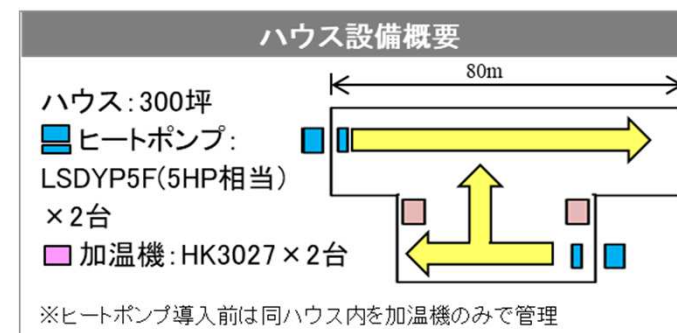 ハウス設備概要
80m
ハウス:300坪
ヒートポンプ:
LSDYP5F(5HP相当)
×2台
加温機:HK3027×2台
※ヒートポンプ導入前は同ハウス内を加温機のみで管理